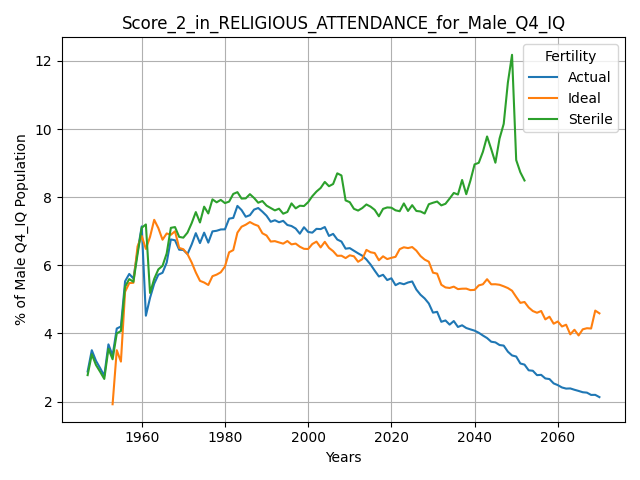 Score_2_in_RELIGIOUS_ATTENDANCE_for_Male_Q4_IQ
Fertility
Actual
Ideal
Sterile
% of Male Q4_IQ Population
12
10
8
6
4
2
1960 1980 2000 2020 2040 2060
Years